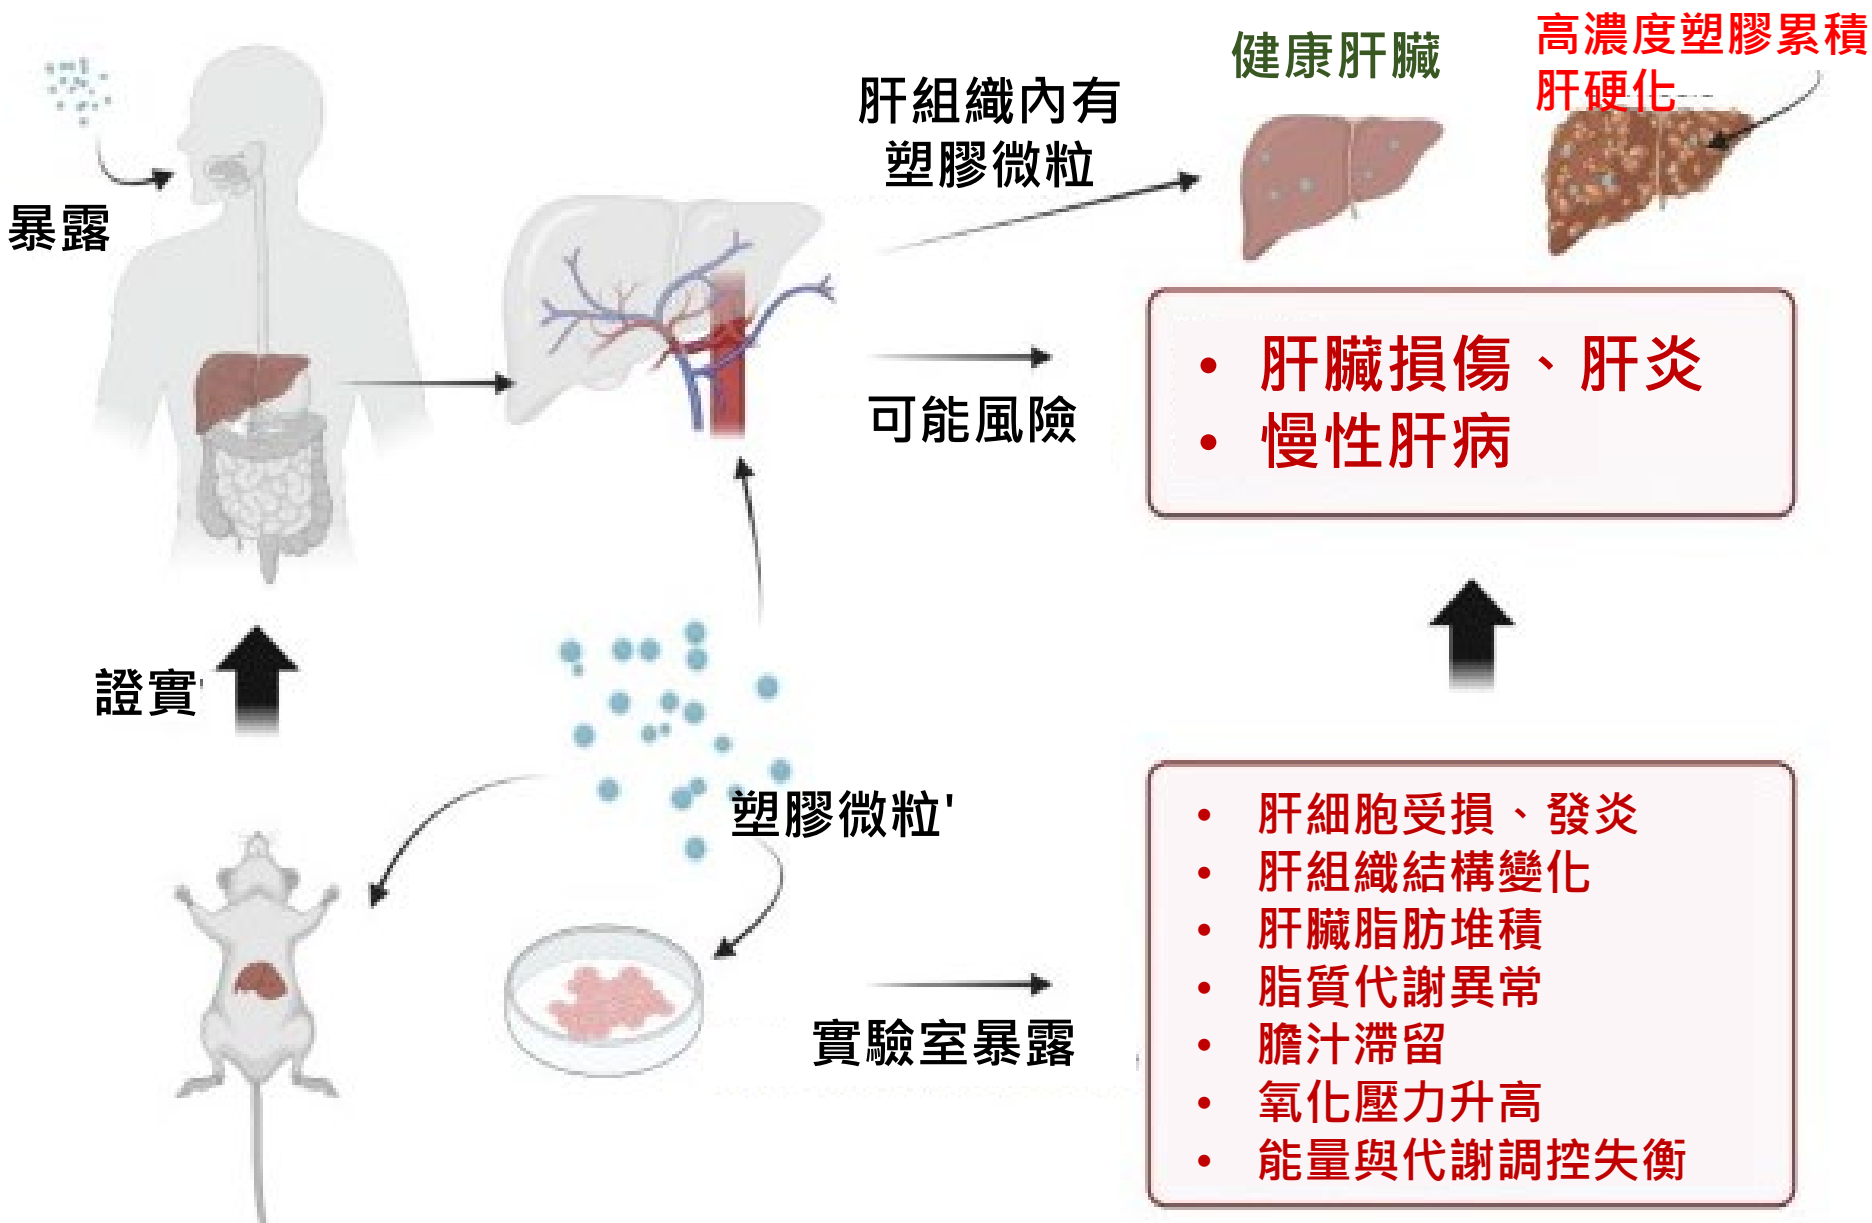 健康肝臟
高濃度塑膠累積
肝硬化
肝組織內有
塑膠微粒
暴露
• 肝臟損傷、肝炎
• 慢性肝病
可能風險
證實'
塑膠微粒'
實驗室暴露
• 肝細胞受損、發炎
• 肝組織結構變化
• 肝臟脂肪堆積
• 脂質代謝異常
• 膽汁滯留
• 氧化壓力升高
• 能量與代謝調控失衡